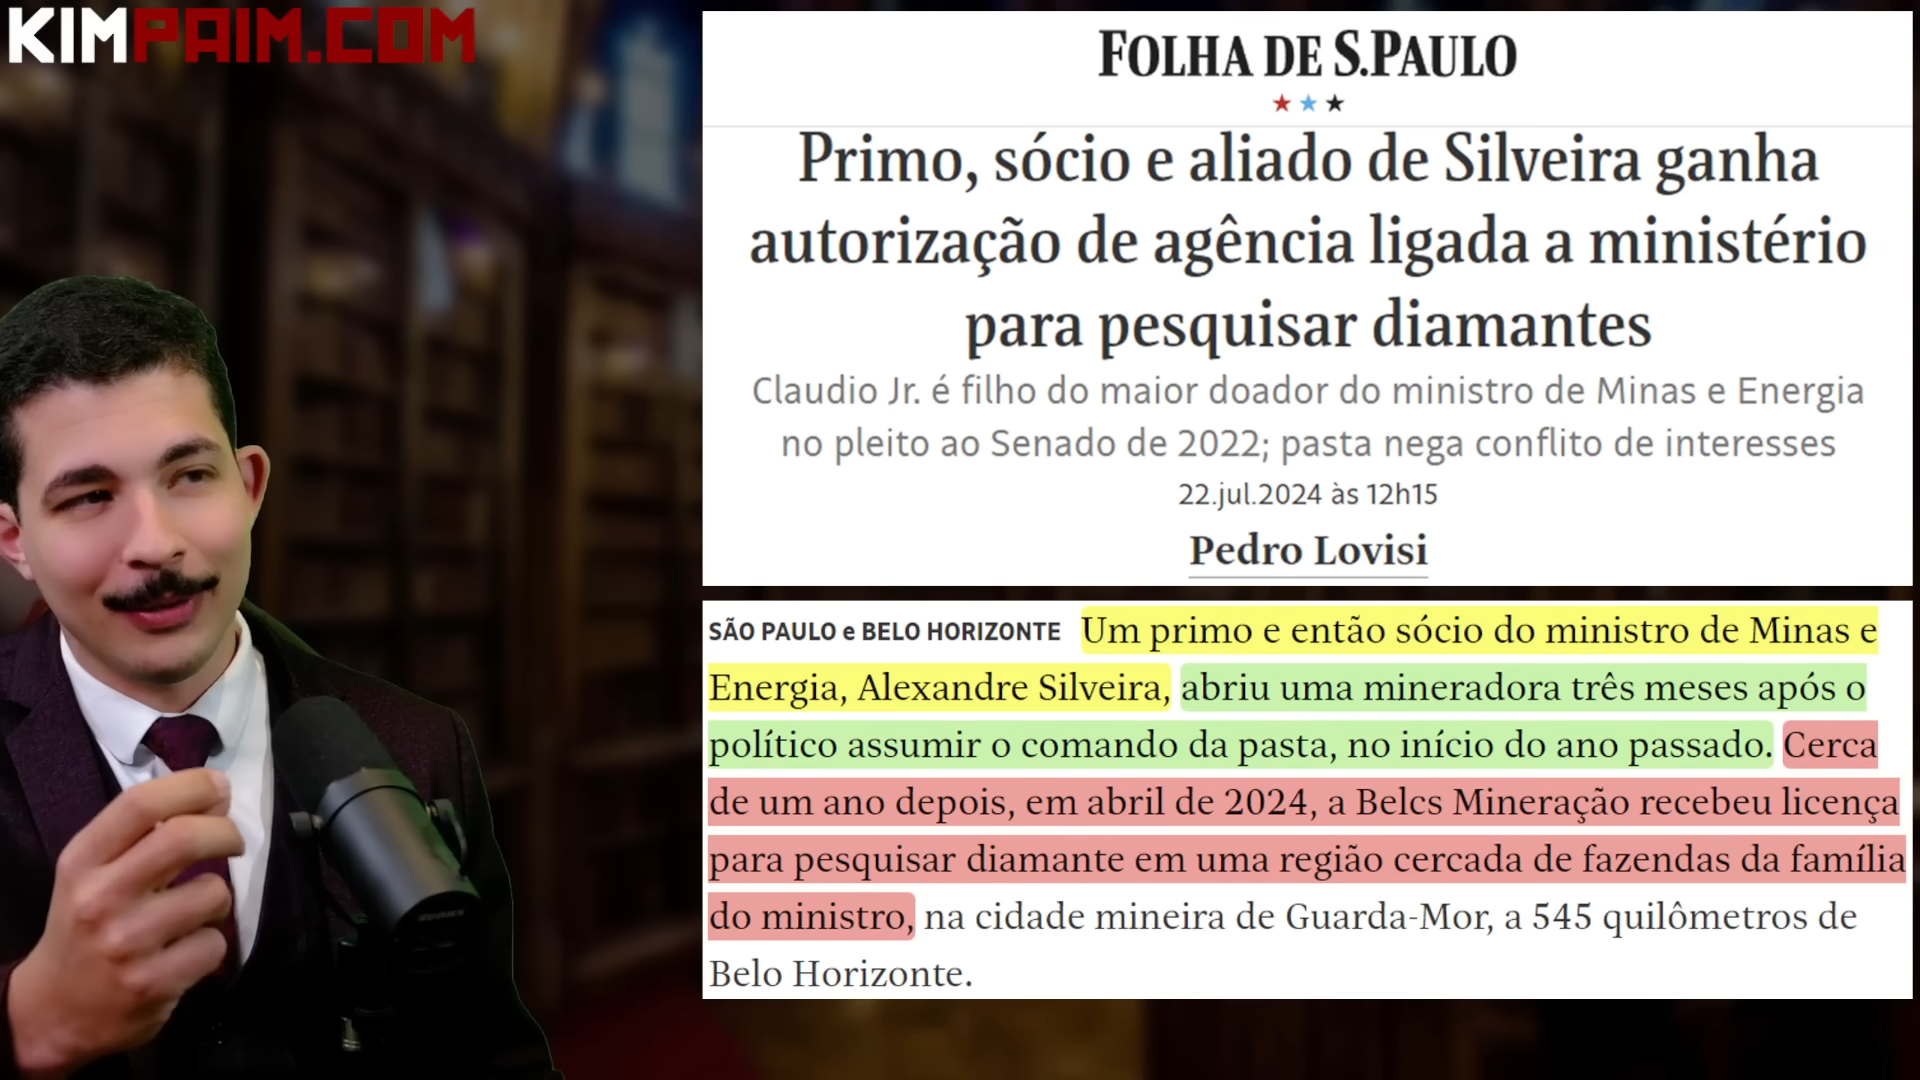 KIMPAIM.COM
FOLHA DE S.PAULO
Primo, sócio e aliado de Silveira ganha
autorização de agência ligada a ministério
para pesquisar diamantes
Claudio Jr. é filho do maior doador do ministro de Minas e Energia
no pleito ao Senado de 2022; pasta nega conflito de interesses
22.jul.2024 às 12h15
Pedro Lovisi
SÃO PAULO e BELO HORIZONTE Um primo e então sócio do ministro de Minas e
Energia, Alexandre Silveira, abriu uma mineradora três meses após o
político assumir o comando da pasta, no início do ano passado. Cerca
de um ano depois, em abril de 2024, a Belcs Mineração recebeu licença
para pesquisar diamante em uma região cercada de fazendas da família
do ministro, na cidade mineira de Guarda-Mor, a 545 quilômetros de
Belo Horizonte.